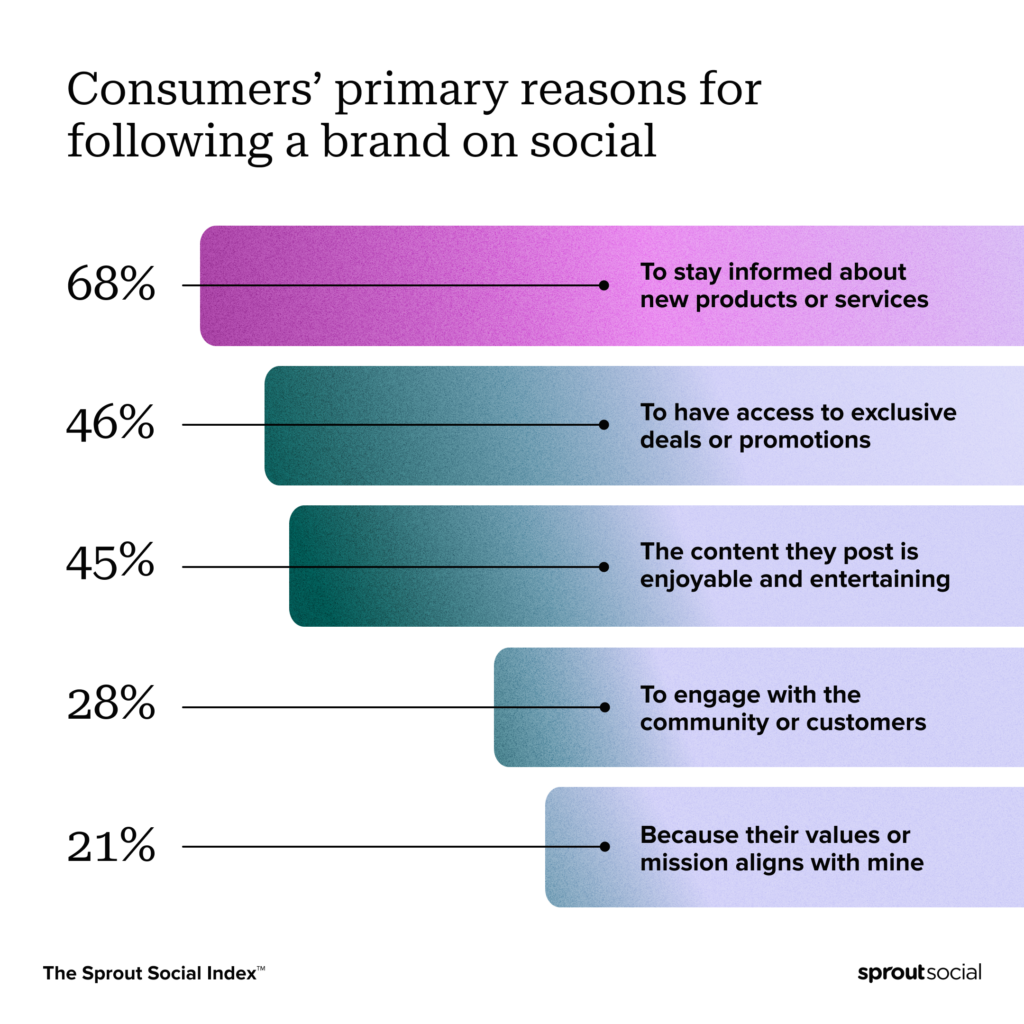 Consumers’ primary reasons for
following a brand on social
68%
To stay informed about
new products or services
46%
To have access to exclusive
deals or promotions
45%
The content they post is
enjoyable and entertaining
28%
To engage with the
community or customers
21%
Because their values or
mission aligns with mine
The Sprout Social Index™
sproutsocial